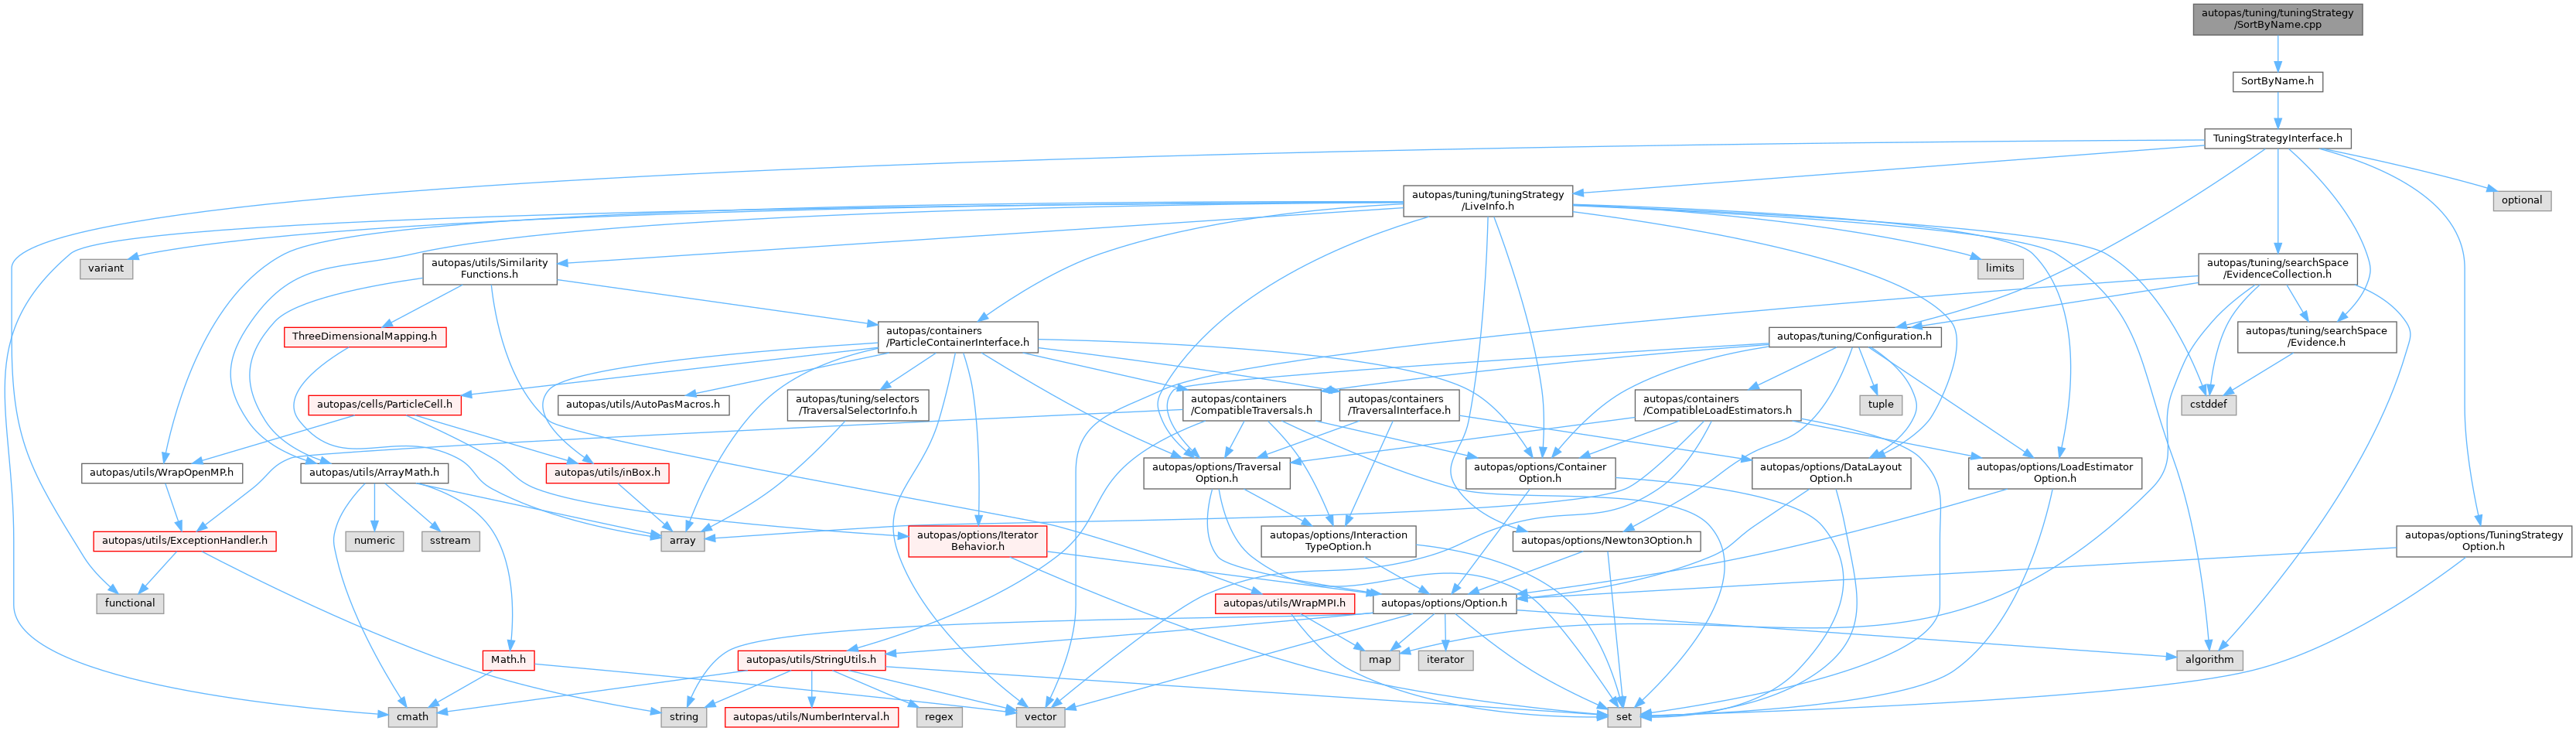 autopas/tuning/tuningStrategy
/SortByName.cpp
SortByName.h
TuningStrategyInterface.h
autopas/tuning/tuningStrategy
/LiveInfo.h
optional
variant
autopas/utils/Similarity
Functions.h
limits
autopas/tuning/searchSpace
/EvidenceCollection.h
ThreeDimensionalMapping.h
autopas/containers
/ParticleContainerInterface.h
autopas/tuning/Configuration.h
autopas/tuning/searchSpace
/Evidence.h
autopas/cells/ParticleCell.h
autopas/utils/AutoPasMacros.h
autopas/tuning/selectors
/TraversalSelectorInfo.h
autopas/containers
/CompatibleTraversals.h
autopas/containers
/TraversalInterface.h
autopas/containers
/CompatibleLoadEstimators.h
tuple
cstddef
autopas/utils/WrapOpenMP.h
autopas/utils/ArrayMath.h
autopas/utils/inBox.h
autopas/options/Traversal
Option.h
autopas/options/Container
Option.h
autopas/options/DataLayout
Option.h
autopas/options/LoadEstimator
Option.h
autopas/utils/ExceptionHandler.h
numeric
sstream
array
autopas/options/Iterator
Behavior.h
autopas/options/Interaction
TypeOption.h
autopas/options/Newton3Option.h
autopas/options/TuningStrategy
Option.h
functional
autopas/utils/WrapMPI.h
autopas/options/Option.h
Math.h
autopas/utils/StringUtils.h
map
iterator
algorithm
cmath
string
autopas/utils/NumberInterval.h
regex
vector
set